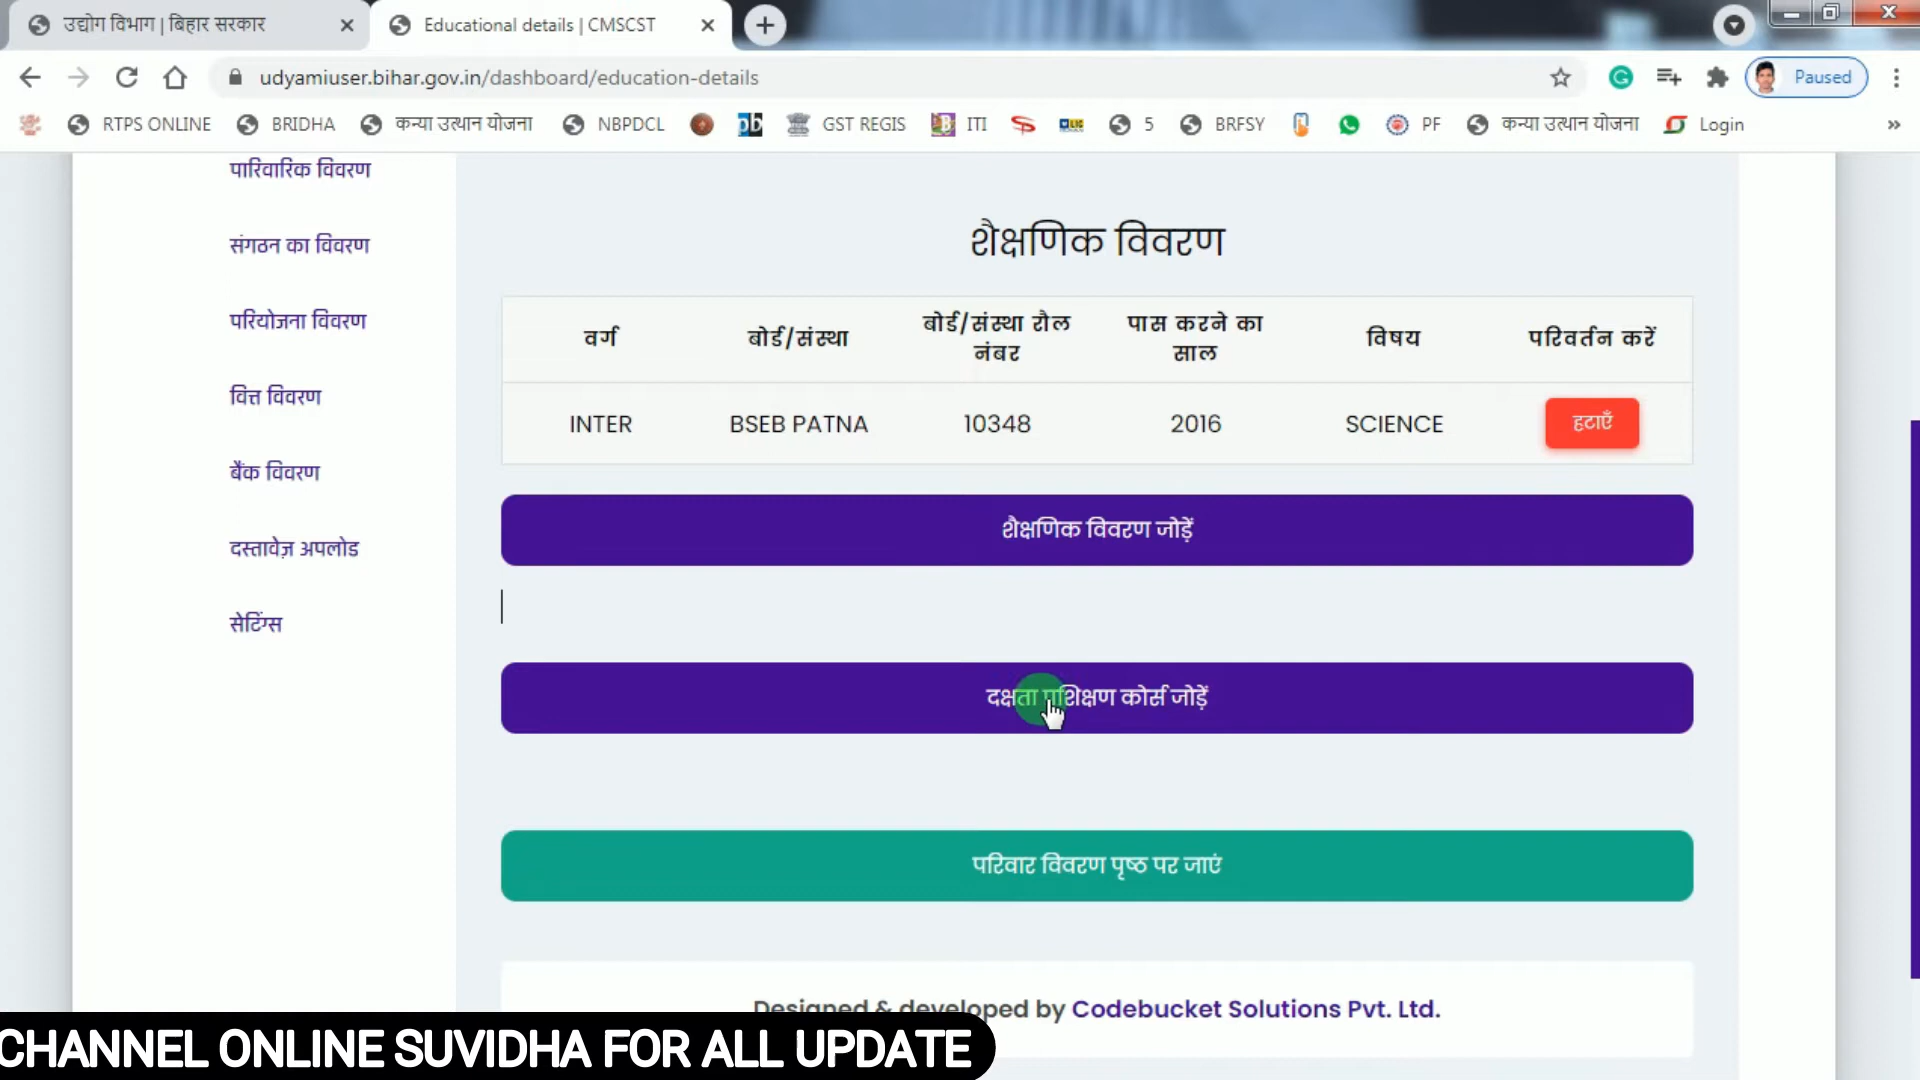 उद्योग विभाग | बिहार सरकार
Educational details | CMSCST
udyamiuser.bihar.gov.in/dashboard/education-details
Paused
RTPS ONLINE
BRIDHA
कन्या उत्थान योजना
NBPDCL
pb
GST REGIS
ITI
LIC
5
BRFSY
PF
कन्या उत्थान योजना
Login
»
पारिवारिक विवरण
संगठन का विवरण
परियोजना विवरण
वित्त विवरण
बैंक विवरण
दस्तावेज़ अपलोड
सेटिंग्स
शैक्षणिक विवरण
वर्ग
बोर्ड/संस्था
बोर्ड/संस्था रौल
नंबर
पास करने का
साल
विषय
परिवर्तन करें
INTER
BSEB PATNA
10348
2016
SCIENCE
हटाएँ
शैक्षणिक विवरण जोड़ें
दक्षता प्रशिक्षण कोर्स जोड़ें
परिवार विवरण पृष्ठ पर जाएं
Designed & developed by Codebucket Solutions Pvt. Ltd.
CHANNEL ONLINE SUVIDHA FOR ALL UPDATE